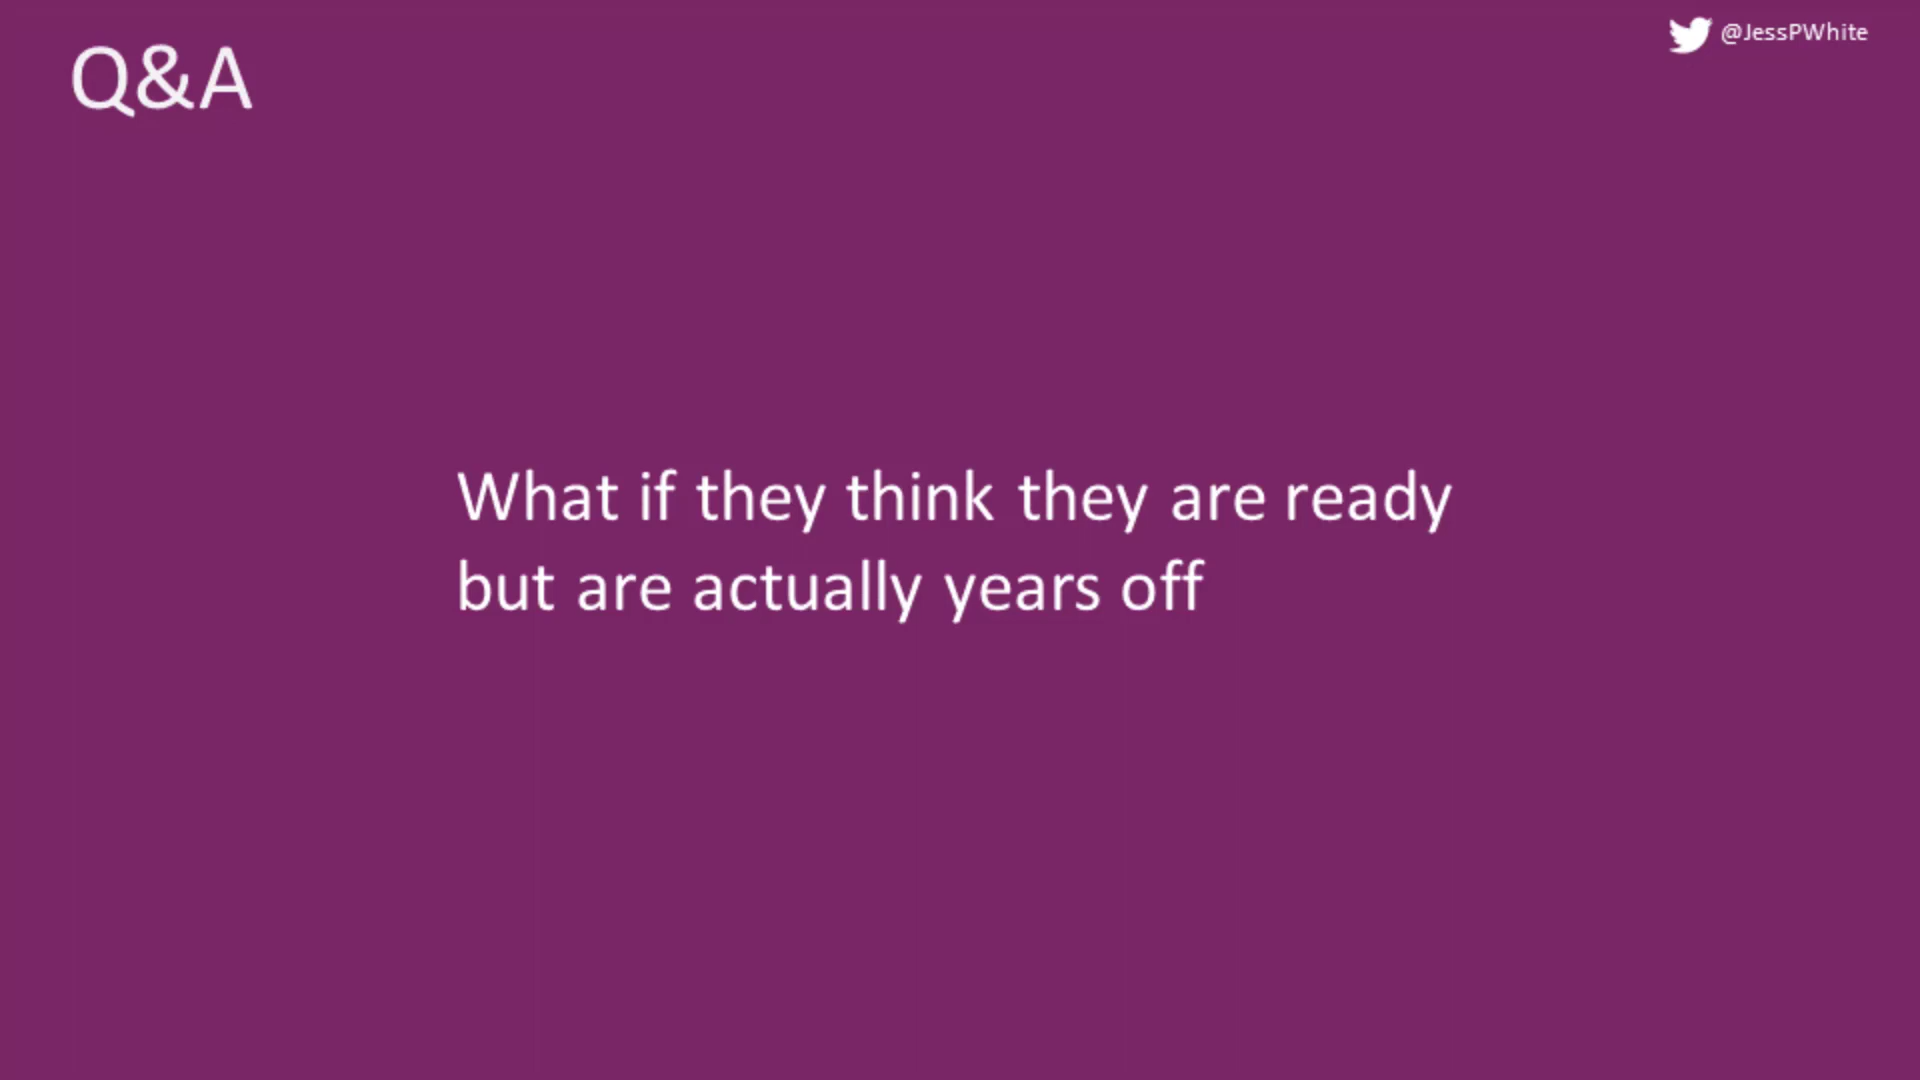 @JessPWhite
Q&A
What if they think they are ready
but are actually years off